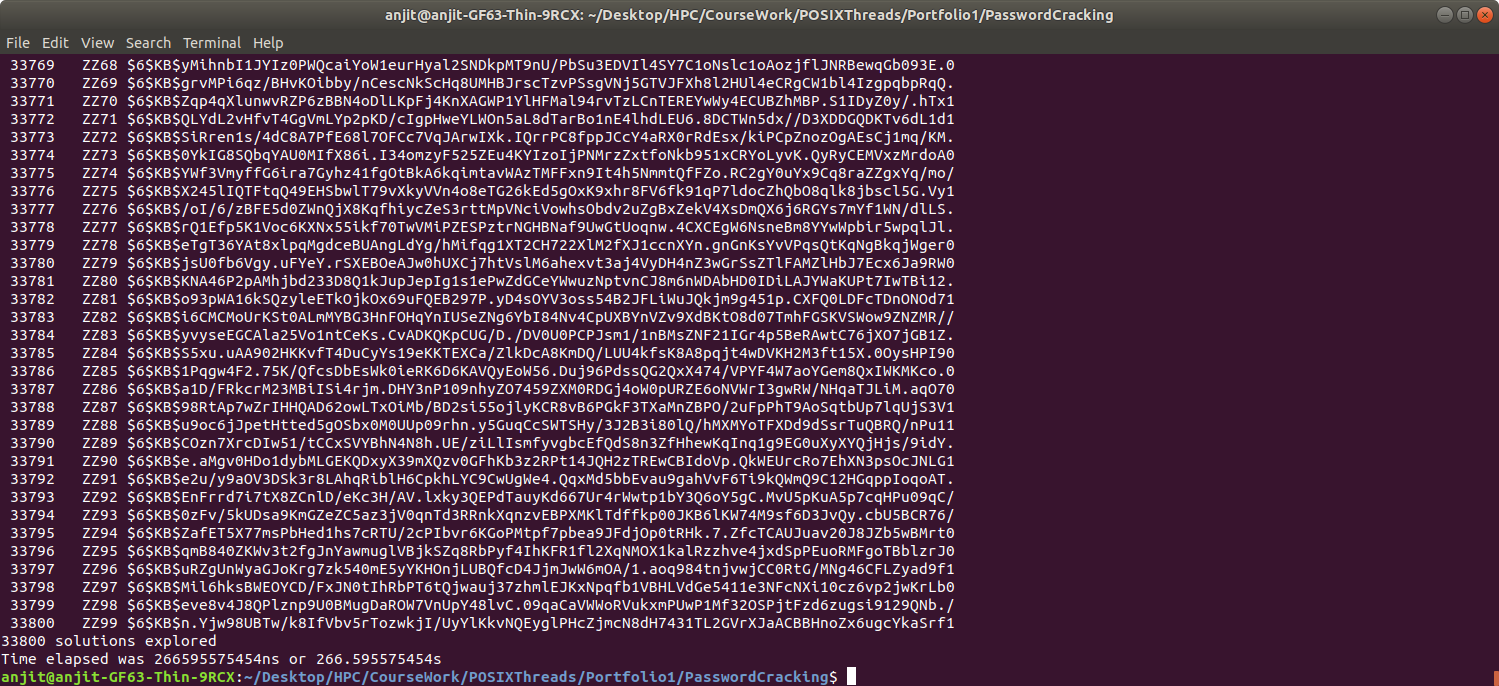 anjit@anjit-GF63-Thin-9RCX: ~/Desktop/HPC/CourseWork/POSIXThreads/Portfolio1/PasswordCracking
File Edit View Search Terminal Help
33769 ZZ68 $6$KB$yMihnbI1JYIz0PWQcaiYoW1eurHyal2SNDkpMT9nU/PbSu3EDVIl4SY7C1oNslc1oAozjflJNRBewqGb093E.0
33770 ZZ69 $6$KB$grvMPi6qz/BHvKOibby/nCescNkScHq8UMHBJrscTzvPSsgVNj5GTVJFXh8l2HUl4eCRgCW1bl4IzgpqbpRqQ.
33771 ZZ70 $6$KB$Zqp4qXlunwvRZP6zBBN4oDlLKpFj4KnXAGWP1YlHFMal94rvTzLCnTEREYwWy4ECUBZhMBP.S1IDyZ0y/.hTx1
33772 ZZ71 $6$KB$QLYdL2vHfvT4GgVmLYp2pKD/cIgpHweYLWOn5aL8dTarBo1nE4lhdLEU6.8DCTWn5dx//D3XDDGQDKTv6dL1d1
33773 ZZ72 $6$KB$SiRren1s/4dC8A7PfE68l7OFCc7VqJArwIXk.IQrrPC8fppJCcY4aRX0rRdEsx/kiPCpZnozOgAEsCj1mq/KM.
33774 ZZ73 $6$KB$0YkIG8SQbqYAU0MIfX86i.I34omzyF525ZEu4KYIzoIjPNMrzZxtfoNkb951xCRYoLyvK.QyRyCEMVxzMrdoA0
33775 ZZ74 $6$KB$YWf3VmyffG6ira7Gyhz41fgOtBkA6kqimtavWAzTMFFxn9It4h5NmmtQfFZo.RC2gY0uYx9Cq8raZZgxYq/mo/
33776 ZZ75 $6$KB$X245lIQTFtqQ49EHSbwlT79vXkyVVn4o8eTG26kEd5gOxK9xhr8FV6fk91qP7ldocZhQbO8qlk8jbscl5G.Vy1
33777 ZZ76 $6$KB$/oI/6/zBFE5d0ZWnQjX8KqfhiycZeS3rttMpVNciVowhsObdv2uZgBxZekV4XsDmQX6j6RGYs7mYf1WN/dlLS.
33778 ZZ77 $6$KB$rQ1Efp5K1Voc6KXNx55ikf70TwVMiPZESPztrNGHBNaf9UwGtUoqnw.4CXCEgW6NsneBm8YYwWpbir5wpqlJl.
33779 ZZ78 $6$KB$eTgT36YAt8xlpqMgdceBUAngLdYg/hMifqg1XT2CH722XlM2fXJ1ccnXYn.gnGnKsYvVPqsQtKqNgBkqjWger0
33780 ZZ79 $6$KB$jsU0fb6Vgy.uFYeY.rSXEBOeAJw0hUXCj7htVslM6ahexvt3aj4VyDH4nZ3wGrSsZTlFAMZlHbJ7Ecx6Ja9RW0
33781 ZZ80 $6$KB$KNA46P2pAMhjbd233D8Q1kJupJepIg1s1ePwZdGCeYWwuzNptvnCJ8m6nWDAbHD0IDiLAJYWaKUPt7IwTBi12.
33782 ZZ81 $6$KB$o93pWA16kSQzyleETkOjkOx69uFQEB297P.yD4sOYV3oss54B2JFLiWuJQkjm9g451p.CXFQ0LDFcTDnONOd71
33783 ZZ82 $6$KB$i6CMCMoUrKSt0ALmMYBG3HnFOHqYnIUSeZNg6YbI84Nv4CpUXBYnVZv9XdBKtO8d07TmhFGSKVSWow9ZNZMR//
33784 ZZ83 $6$KB$yvyseEGCAla25Vo1ntCeKs.CvADKQKpCUG/D./DV0U0PCPJsm1/1nBMsZNF21IGr4p5BeRAwtC76jXO7jGB1Z.
33785 ZZ84 $6$KB$S5xu.uAA902HKKvfT4DuCyYs19eKKTEXCa/ZlkDcA8KmDQ/LUU4kfsK8A8pqjt4wDVKH2M3ft15X.0OysHPI90
33786 ZZ85 $6$KB$1Pqgw4F2.75K/QfcsDbEsWk0ieRK6D6KAVQyEoW56.Duj96PdssQG2QxX474/VPYF4W7aoYGem8QxIWKMKco.0
33787 ZZ86 $6$KB$a1D/FRkcrM23MBiISi4rjm.DHY3nP109nhyZO7459ZXM0RDGj4oW0pURZE6oNVWrI3gwRW/NHqaTJLiM.aqO70
33788 ZZ87 $6$KB$98RtAp7wZrIHHQAD62owLTxOiMb/BD2si55ojlyKCR8vB6PGkF3TXaMnZBPO/2uFpPhT9AoSqtbUp7lqUjS3V1
33789 ZZ88 $6$KB$u9oc6jJpetHtted5gOSbx0M0UUp09rhn.y5GuqCcSWTSHy/3J2B3i80lQ/hMXMYoTFXDd9dSsrTuQBRQ/nPu11
33790 ZZ89 $6$KB$COzn7XrcDIw51/tCCxSVYBhN4N8h.UE/ziLlIsmfyvgbcEfQdS8n3ZfHhewKqInq1g9EG0uXyXYQjHjs/9idY.
33791 ZZ90 $6$KB$e.aMgv0HDo1dybMLGEKQDxyX39mXQzv0GFhKb3z2RPt14JQH2zTREwCBIdoVp.QkWEUrcRo7EhXN3psOcJNLG1
33792 ZZ91 $6$KB$e2u/y9aOV3DSk3r8LAhqRiblH6CpkhLYC9CwUgWe4.QqxMd5bbEvau9gahVvF6Ti9kQWmQ9C12HGqppIoqoAT.
33793 ZZ92 $6$KB$EnFrrd7i7tX8ZCnlD/eKc3H/AV.lxky3QEPdTauyKd667Ur4rWwtp1bY3Q6oY5gC.MvU5pKuA5p7cqHPu09qC/
33794 ZZ93 $6$KB$0zFv/5kUDsa9KmGZeZC5az3jV0qnTd3RRnkXqnzvEBPXMKlTdffkp00JKB6lKW74M9sf6D3JvQy.cbU5BCR76/
33795 ZZ94 $6$KB$ZafET5X77msPbHed1hs7cRTU/2cPIbvr6KGoPMtpf7pbea9JFdjOp0tRHk.7.ZfcTCAUJuav20J8JZb5wBMrt0
33796 ZZ95 $6$KB$qmB840ZKWv3t2fgJnYawmuglVBjkSZq8RbPyf4IhKFR1fl2XqNMOX1kalRzzhve4jxdSpPEuoRMFgoTBblzrJ0
33797 ZZ96 $6$KB$uRZgUnWyaGJoKrg7zk540mE5yYKHOnjLUBQfcD4JjmJwW6mOA/1.aoq984tnjvwjCC0RtG/MNg46CFLZyad9f1
33798 ZZ97 $6$KB$Mil6hksBWEOYCD/FxJN0tIhRbPT6tQjwauj37zhmlEJKxNpqfb1VBHLVdGe5411e3NFcNXi10cz6vp2jwKrLb0
33799 ZZ98 $6$KB$eve8v4J8QPlznp9U0BMugDaROW7VnUpY48lvC.09qaCaVWWoRVukxmPUwP1Mf32OSPjtFzd6zugsi9129QNb./
33800 ZZ99 $6$KB$n.Yjw98UBTw/k8IfVbv5rTozwkjI/UyYlKkvNQEyglPHcZjmcN8dH7431TL2GVrXJaACBBHnoZx6ugcYkaSrf1
33800 solutions explored
Time elapsed was 266595575454ns or 266.595575454s
anjit@anjit-GF63-Thin-9RCX:~/Desktop/HPC/CourseWork/POSIXThreads/Portfolio1/PasswordCracking$